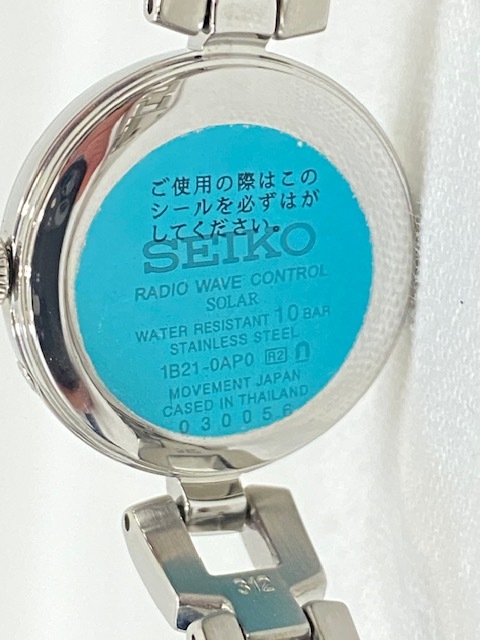 ご使用の際はこの
シールを必ずはが
してください。
SEIKO
RADIO WAVE CONTROL
SOLAR
WATER RESISTANT 10 BAR
STAINLESS STEEL
1B21-0AP0 R2
MOVEMENT JAPAN
CASED IN THAILAND
030056
312